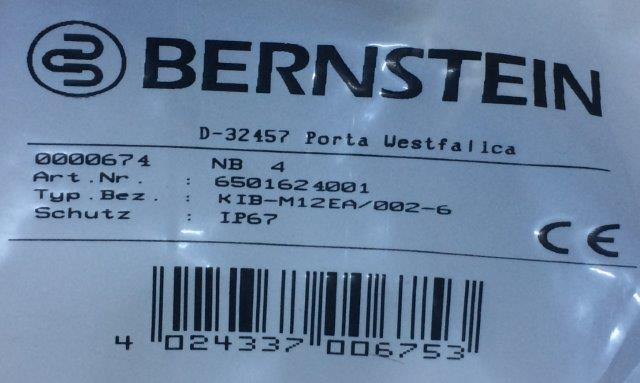 BERNSTEIN
D-32457 Porta Westfalica
0000674 NB 4
Art.Nr. : 6501624001
Typ.Bez. : KIB-M12EA/002-6
Schutz : IP67
CE
4 024337 006753